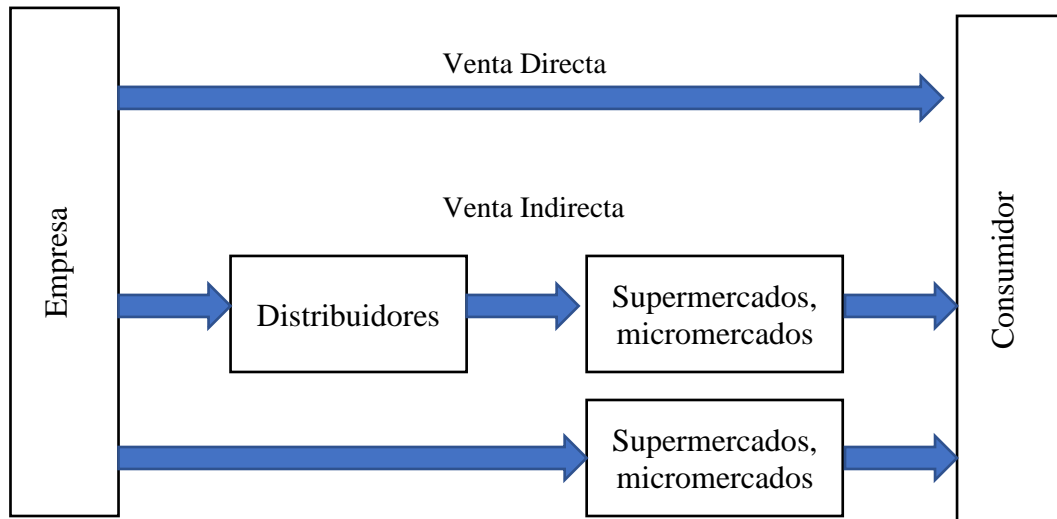 Venta Directa
Empresa
Venta Indirecta
Consumidor
Distribuidores
Supermercados,
micromercados
Supermercados,
micromercados